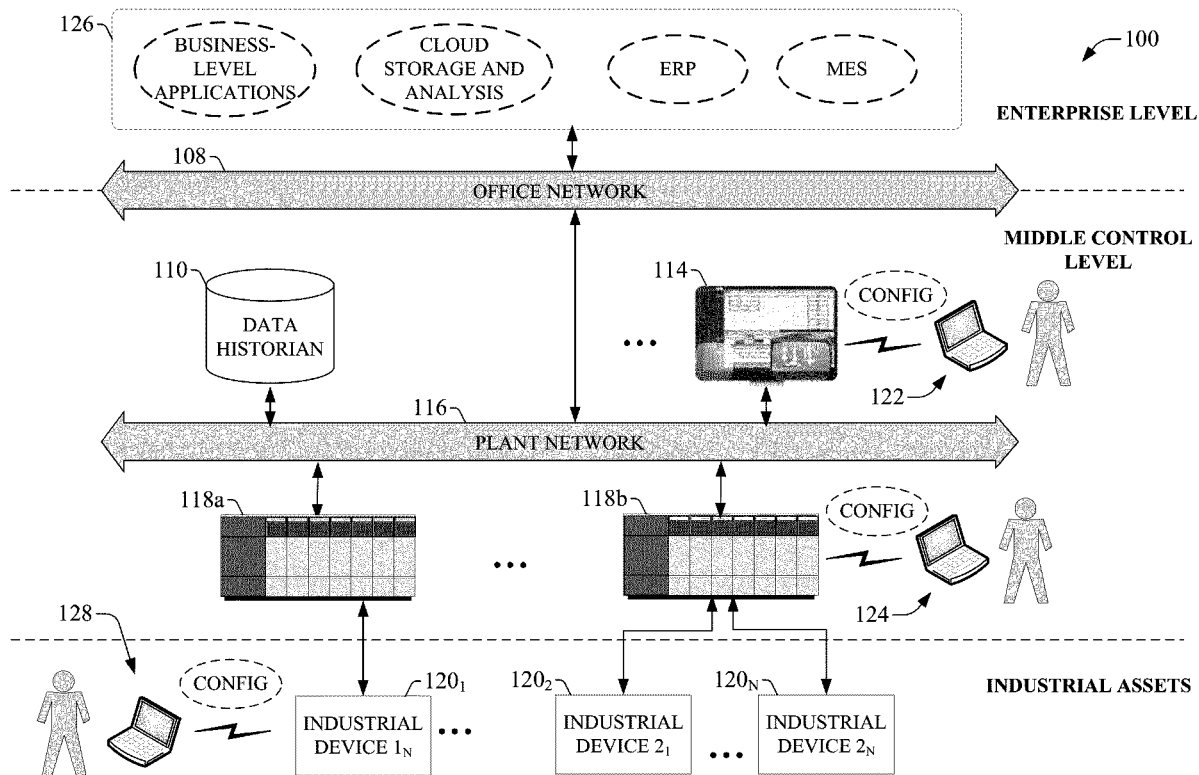 126
BUSINESS-
LEVEL
APPLICATIONS
CLOUD
STORAGE AND
ANALYSIS
ERP
MES
100
ENTERPRISE LEVEL
108
OFFICE NETWORK
MIDDLE CONTROL
LEVEL
110
DATA
HISTORIAN
...
114
CONFIG
122
116
PLANT NETWORK
118a
...
118b
CONFIG
124
128
CONFIG
120₁
INDUSTRIAL
DEVICE 1N
...
120₂
INDUSTRIAL
DEVICE 2₁
...
120N
INDUSTRIAL
DEVICE 2N
INDUSTRIAL ASSETS